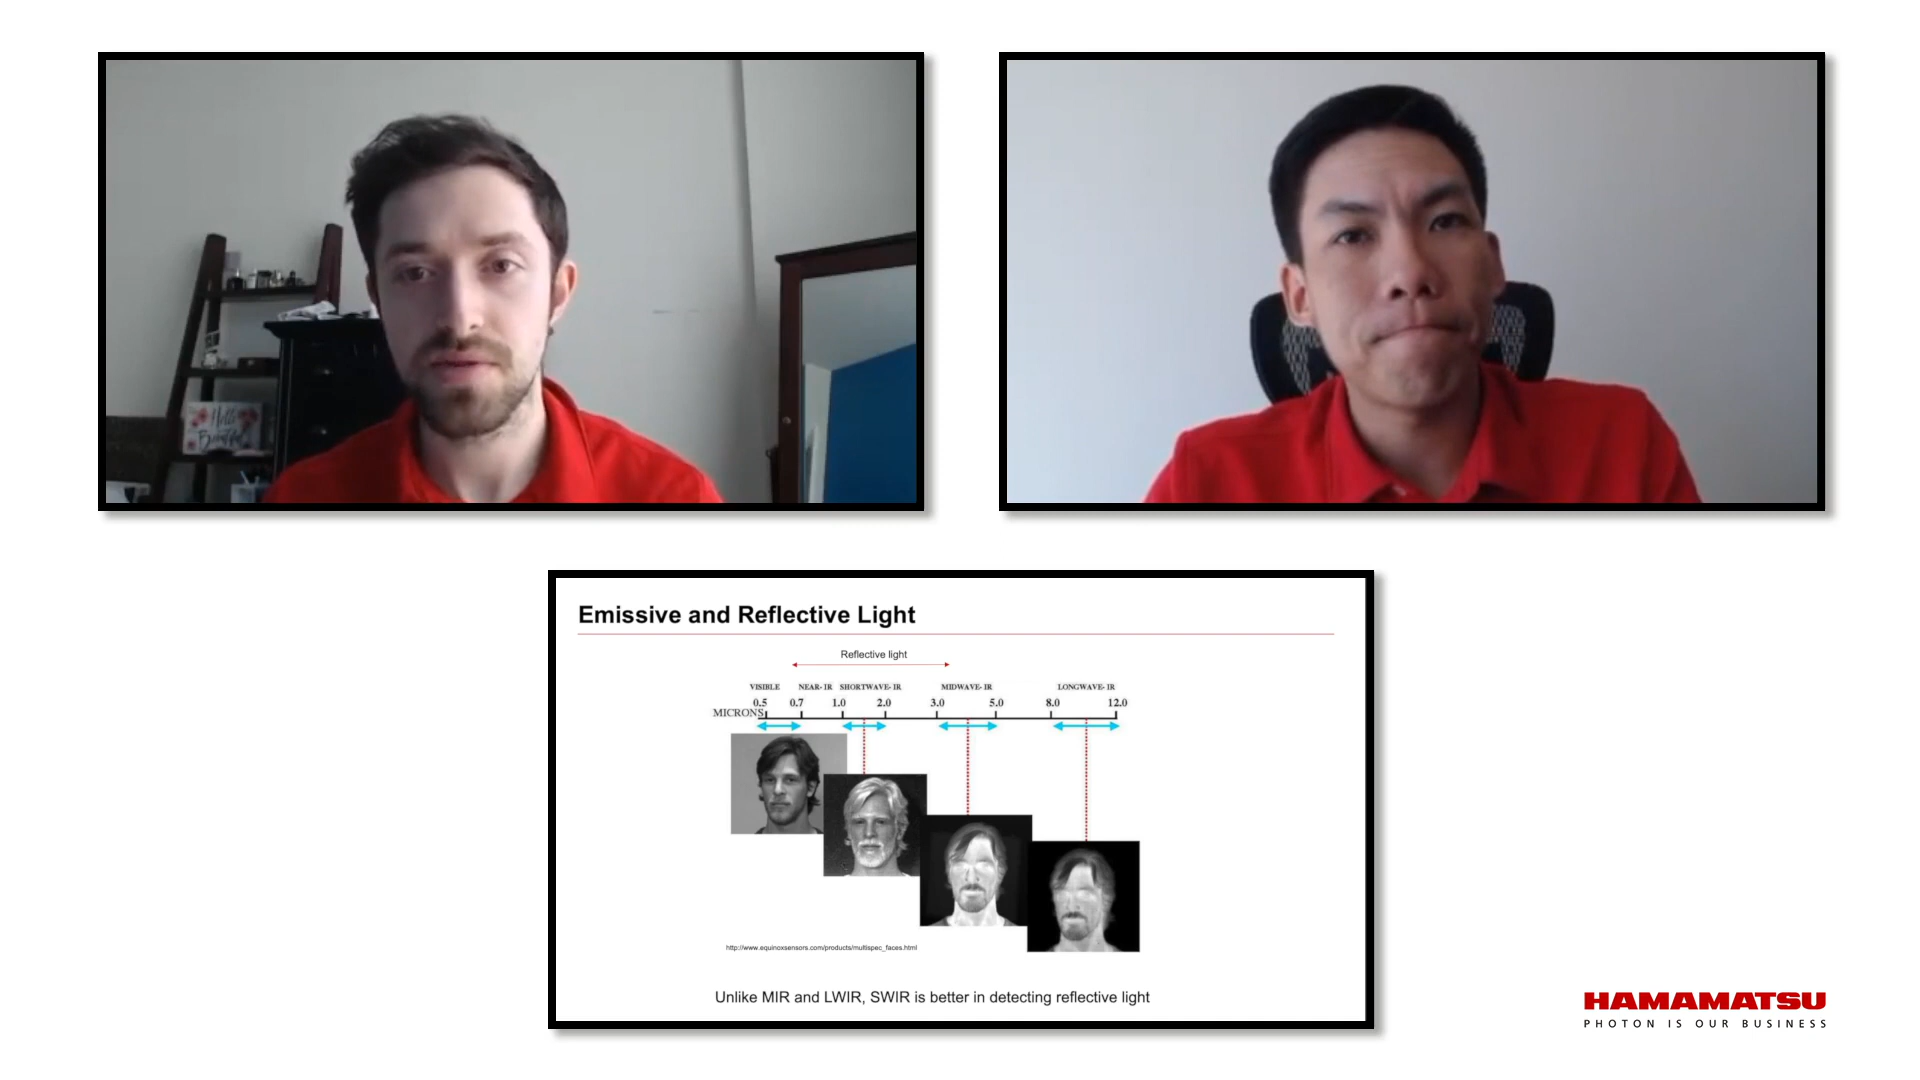 Hello
Beautiful
Emissive and Reflective Light
Reflective light
VISIBLE NEAR- IR SHORTWAVE- IR MIDWAVE- IR LONGWAVE- IR
0.5 0.7 1.0 2.0 3.0 5.0 8.0 12.0
MICRONS
http://www.equinoxsensors.com/products/multispec_faces.html
Unlike MIR and LWIR, SWIR is better in detecting reflective light
HAMAMATSU
PHOTON IS OUR BUSINESS